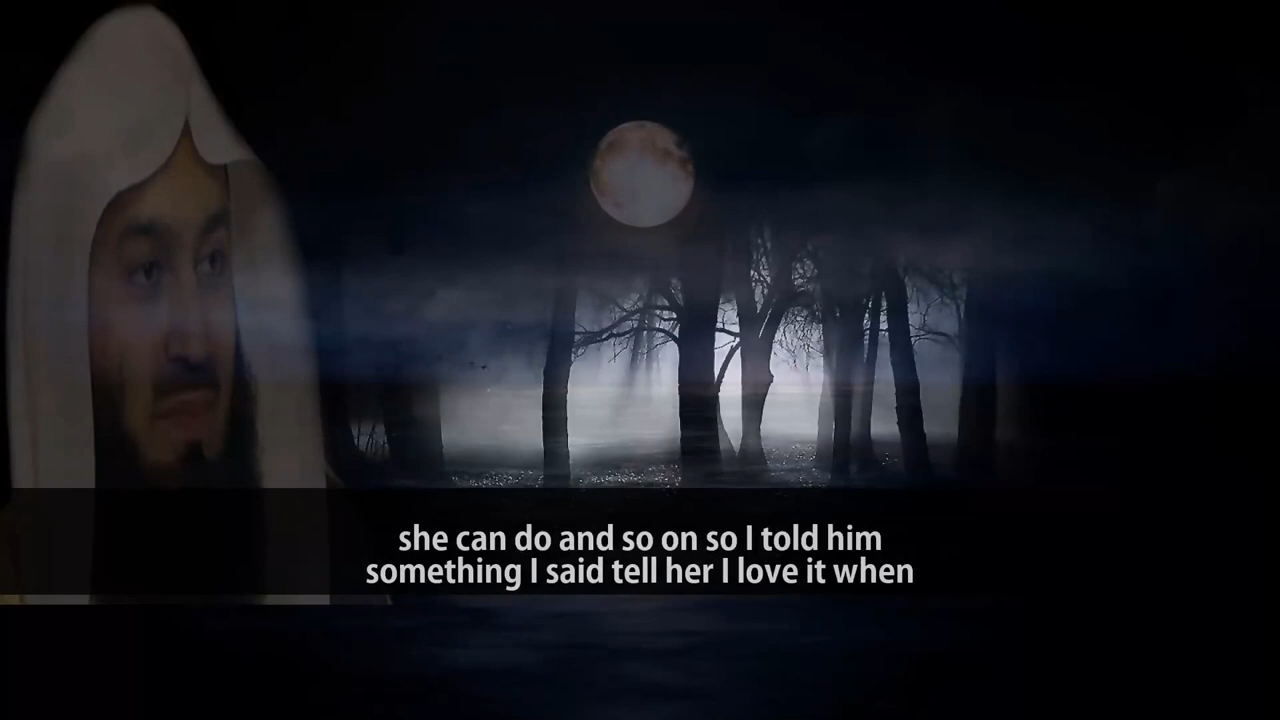 she can do and so on so I told him
something I said tell her I love it when